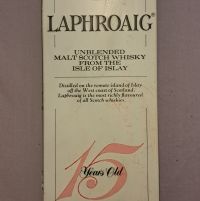 LAPHROAIG®
UNBLENDED
MALT SCOTCH WHISKY
FROM THE
ISLE OF ISLAY
Distilled on the remote island of Islay
off the West coast of Scotland
Laphroaig is the most richly flavoured
of all Scotch whiskies.
15
Years Old